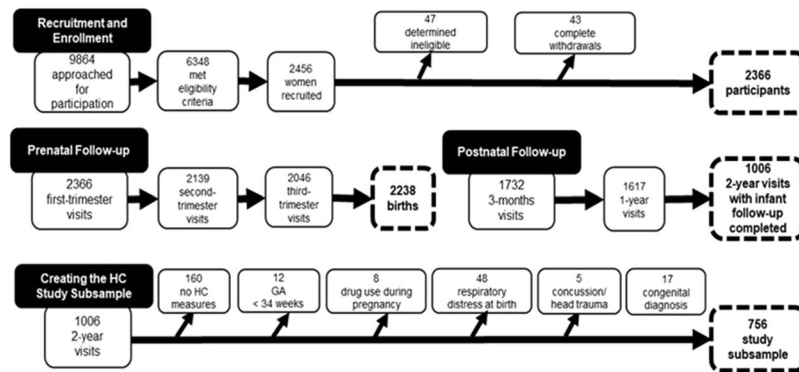 Recruitment and
Enrollment
9864
approached
for
participation
6348
met
eligibility
criteria
2456
women
recruited
47
determined
ineligible
43
complete
withdrawals
2366
participants
Prenatal Follow-up
2366
first-trimester
visits
2139
second-
trimester
visits
2046
third-
trimester
visits
2238
births
Postnatal Follow-up
1732
3-months
visits
1617
1-year
visits
1006
2-year visits
with infant
follow-up
completed
Creating the HC
Study Subsample
1006
2-year
visits
160
no HC
measures
12
GA
< 34 weeks
8
drug use during
pregnancy
48
respiratory
distress at birth
5
concussion/
head trauma
17
congenital
diagnosis
756
study
subsample